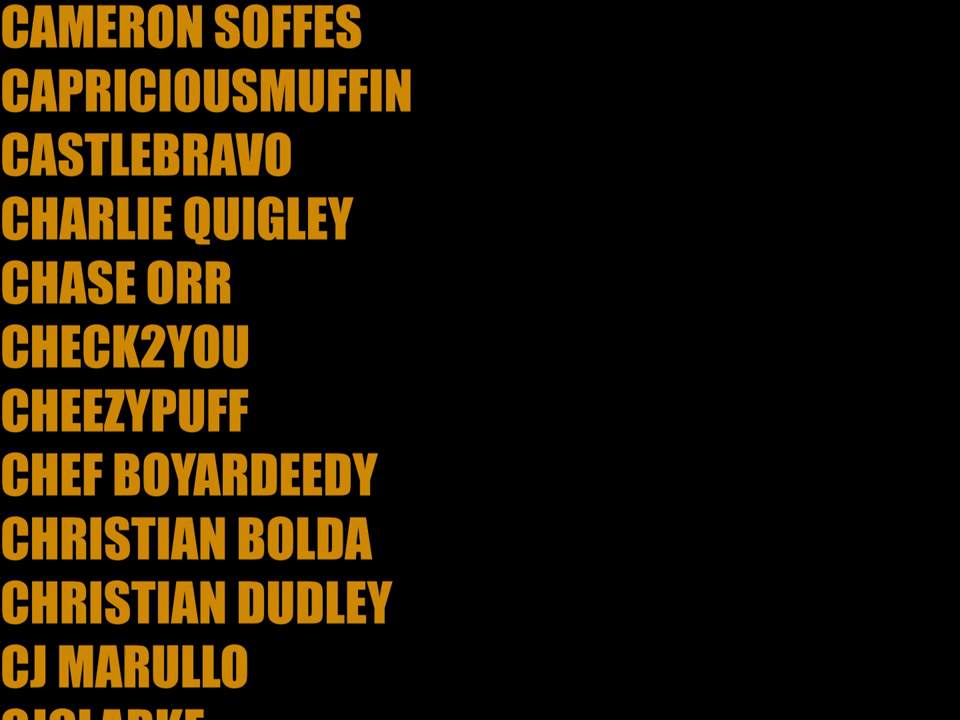 CAMERON SOFFES
CAPRICIOUSMUFFIN
CASTLEBRAVO
CHARLIE QUIGLEY
CHASE ORR
CHECK2YOU
CHEEZYPUFF
CHEF BOYARDEEDY
CHRISTIAN BOLDA
CHRISTIAN DUDLEY
CJ MARULLO